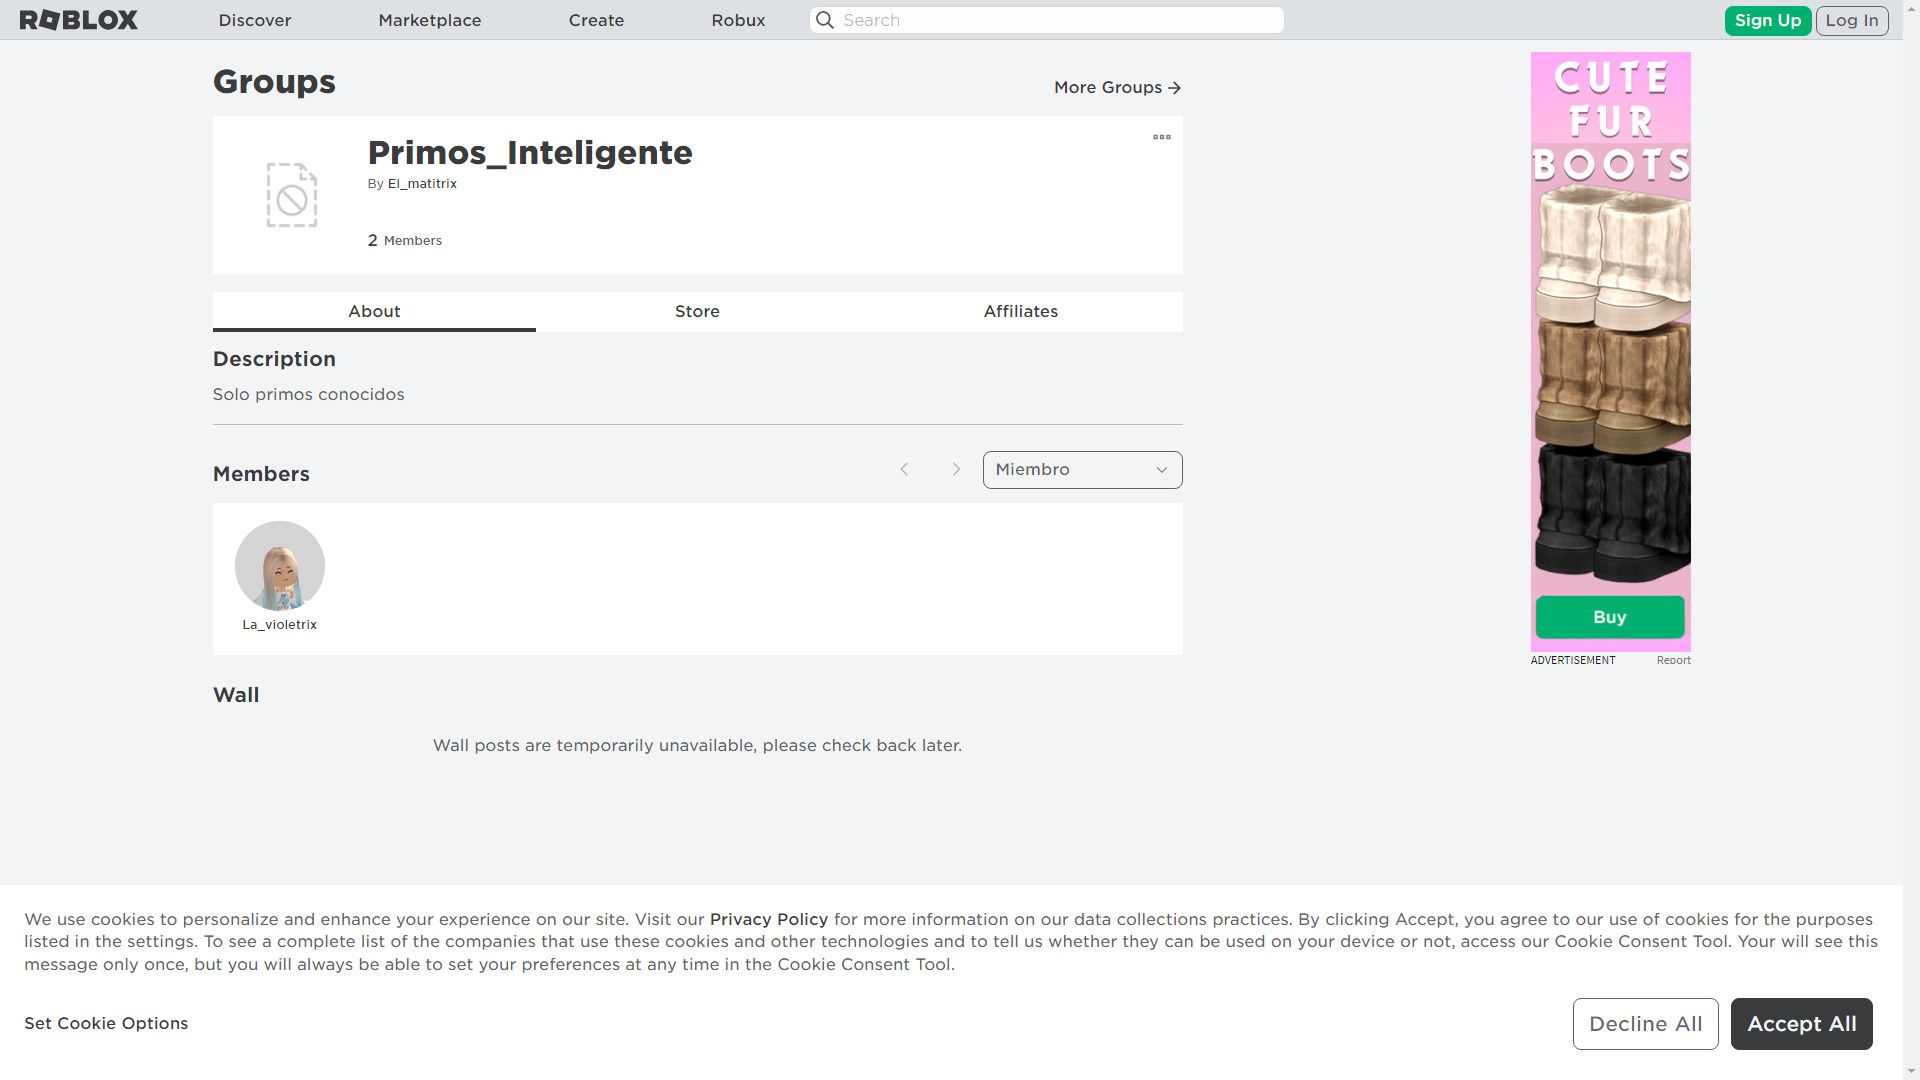 ROBLOX
Discover
Marketplace
Create
Robux
Search
Sign Up
Log In
Groups
More Groups
Primos_Inteligente
By El_matitrix
2 Members
About
Store
Affiliates
Description
Solo primos conocidos
Members
Miembro
La_violetrix
Wall
Wall posts are temporarily unavailable, please check back later.
CUTE
FUR
BOOTS
Buy
ADVERTISEMENT
Report
We use cookies to personalize and enhance your experience on our site. Visit our Privacy Policy for more information on our data collections practices. By clicking Accept, you agree to our use of cookies for the purposes
listed in the settings. To see a complete list of the companies that use these cookies and other technologies and to tell us whether they can be used on your device or not, access our Cookie Consent Tool. Your will see this
message only once, but you will always be able to set your preferences at any time in the Cookie Consent Tool.
Set Cookie Options
Decline All
Accept All